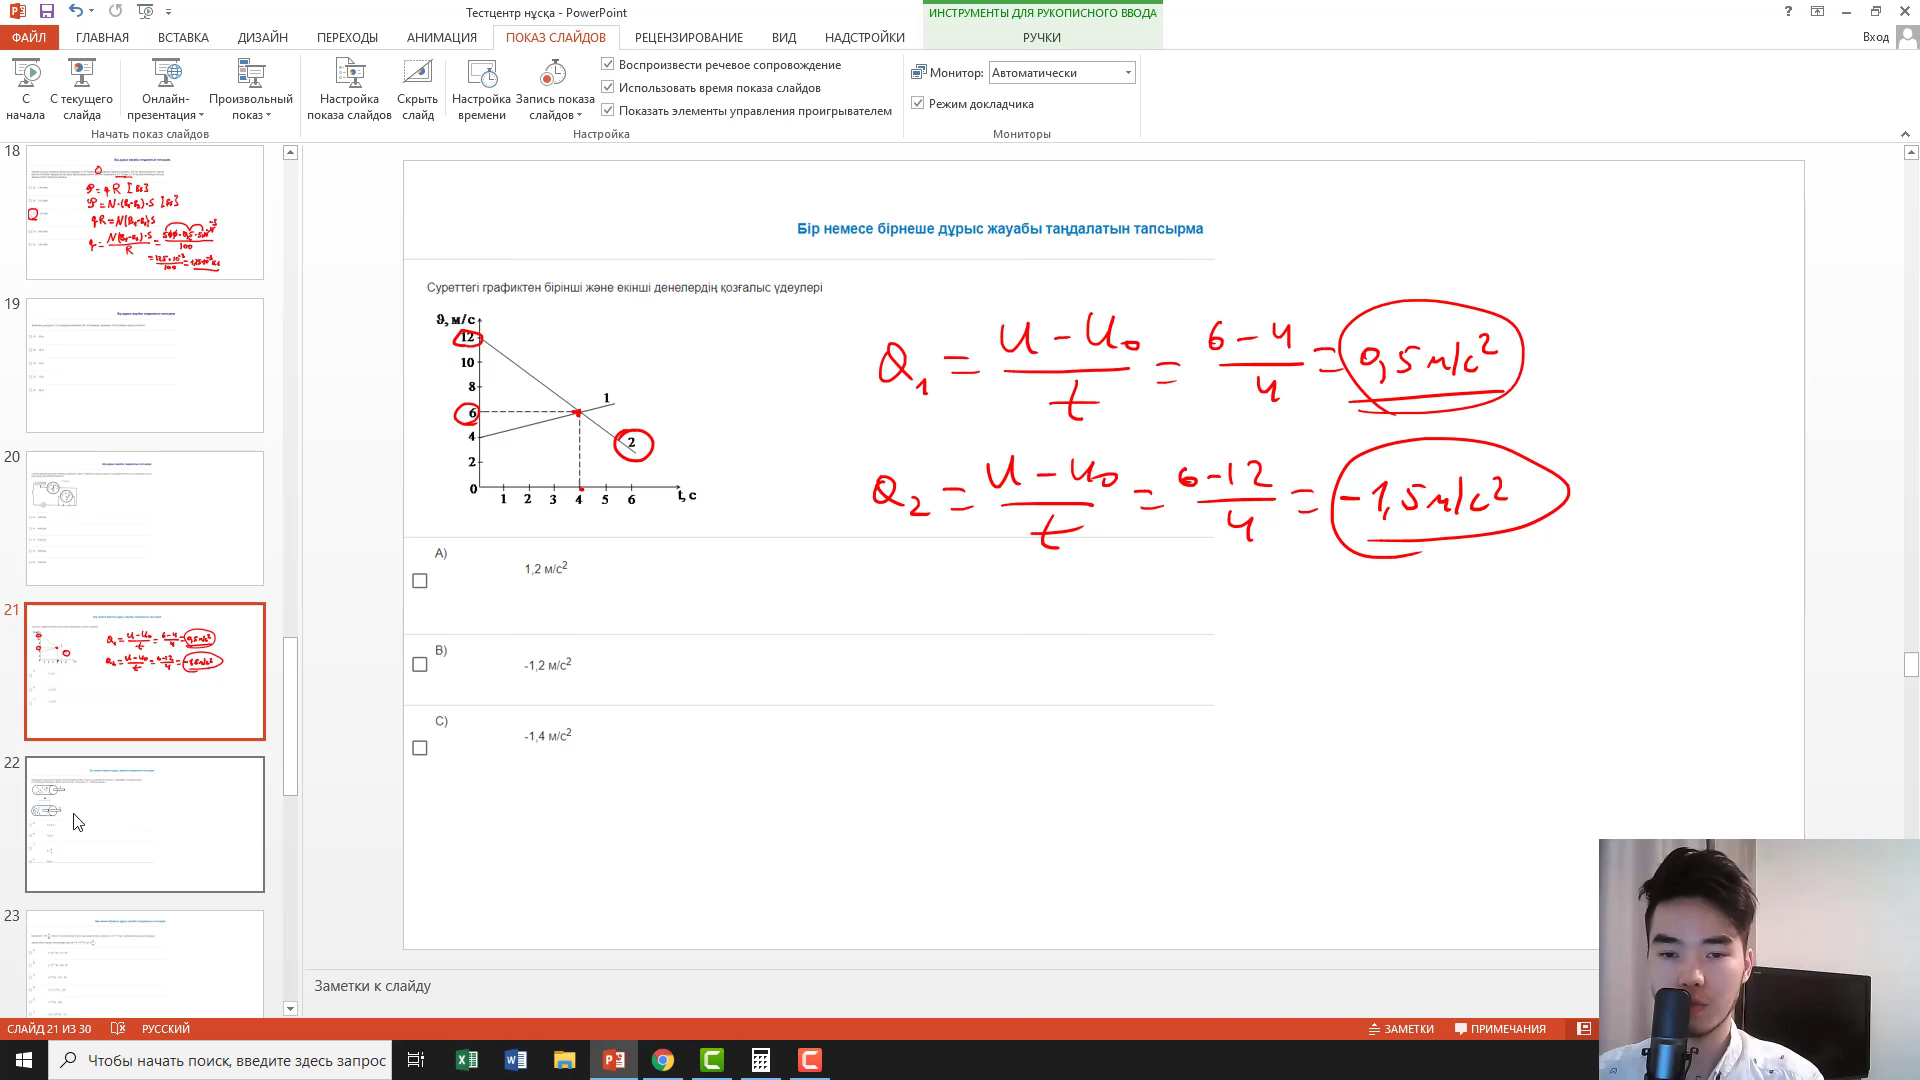 Тестцентр нұсқа - PowerPoint
ИНСТРУМЕНТЫ ДЛЯ РУКОПИСНОГО ВВОДА
ФАЙЛ ГЛАВНАЯ ВСТАВКА ДИЗАЙН ПЕРЕХОДЫ АНИМАЦИЯ ПОКАЗ СЛАЙДОВ РЕЦЕНЗИРОВАНИЕ ВИД НАДСТРОЙКИ РУЧКИ Вход
С начала
С текущего слайда
Онлайн-презентация
Произвольный показ
Начать показ слайдов
Настройка показа слайдов
Скрыть слайд
Настройка времени
Запись показа слайдов
Воспроизвести речевое сопровождение
Использовать время показа слайдов
Показать элементы управления проигрывателем
Настройка
Монитор: Автоматически
Режим докладчика
Мониторы
18
19
20
21
22
23
Бір немесе бірнеше дұрыс жауабы таңдалатын тапсырма
Суреттегі графиктен бірінші және екінші денелердің қозғалыс үдеулері
ϑ, м/с
12
10
8
6
4
2
0
1 2 3 4 5 6 t, с
1
2
a₁ = (υ - υ₀)/t = (6 - 4)/4 = 0,5 м/с²
a₂ = (υ - υ₀)/t = (6 - 12)/4 = -1,5 м/с²
A)
1,2 м/с²
B)
-1,2 м/с²
C)
-1,4 м/с²
Заметки к слайду
СЛАЙД 21 ИЗ 30 РУССКИЙ ЗАМЕТКИ ПРИМЕЧАНИЯ
Чтобы начать поиск, введите здесь запрос